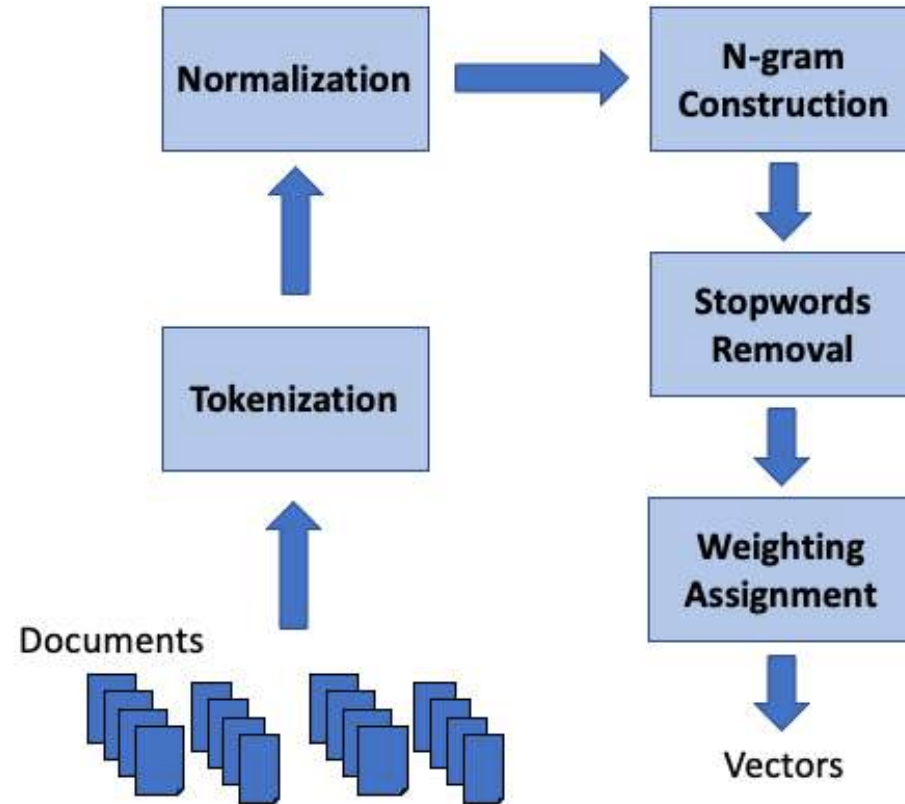 Normalization
N-gram
Construction
Tokenization
Stopwords
Removal
Weighting
Assignment
Documents
Vectors